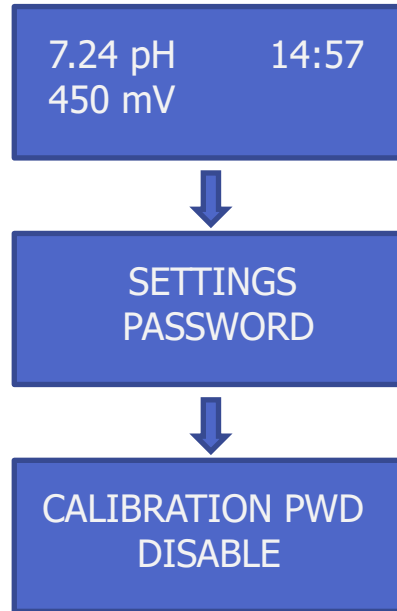 7.24 pH 14:57
450 mV
SETTINGS
PASSWORD
CALIBRATION PWD
DISABLE